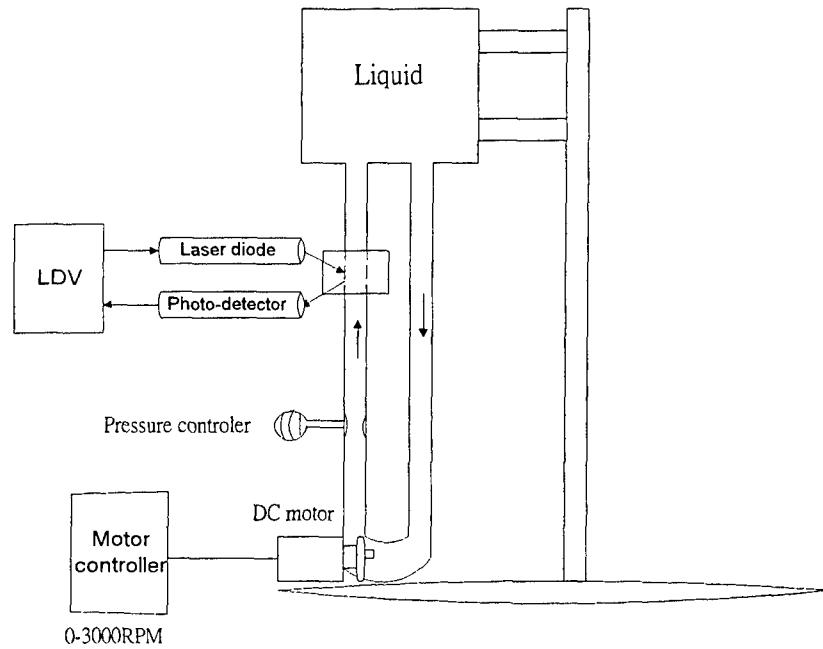 Liquid
Laser diode
LDV
Photo-detector
Pressure controler
DC motor
Motor
controller
0-3000RPM